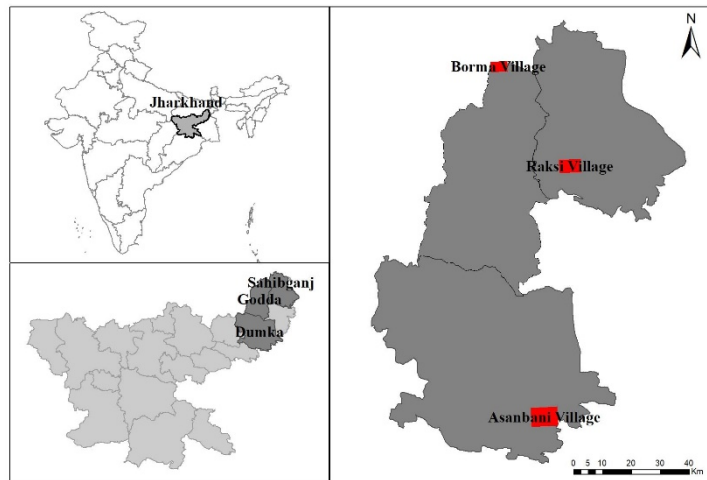 Jharkhand
Sahibganj
Godda
Dumka
N
Borma Village
Raksi Village
Asanbani Village
0 5 10 20 30 40
Km